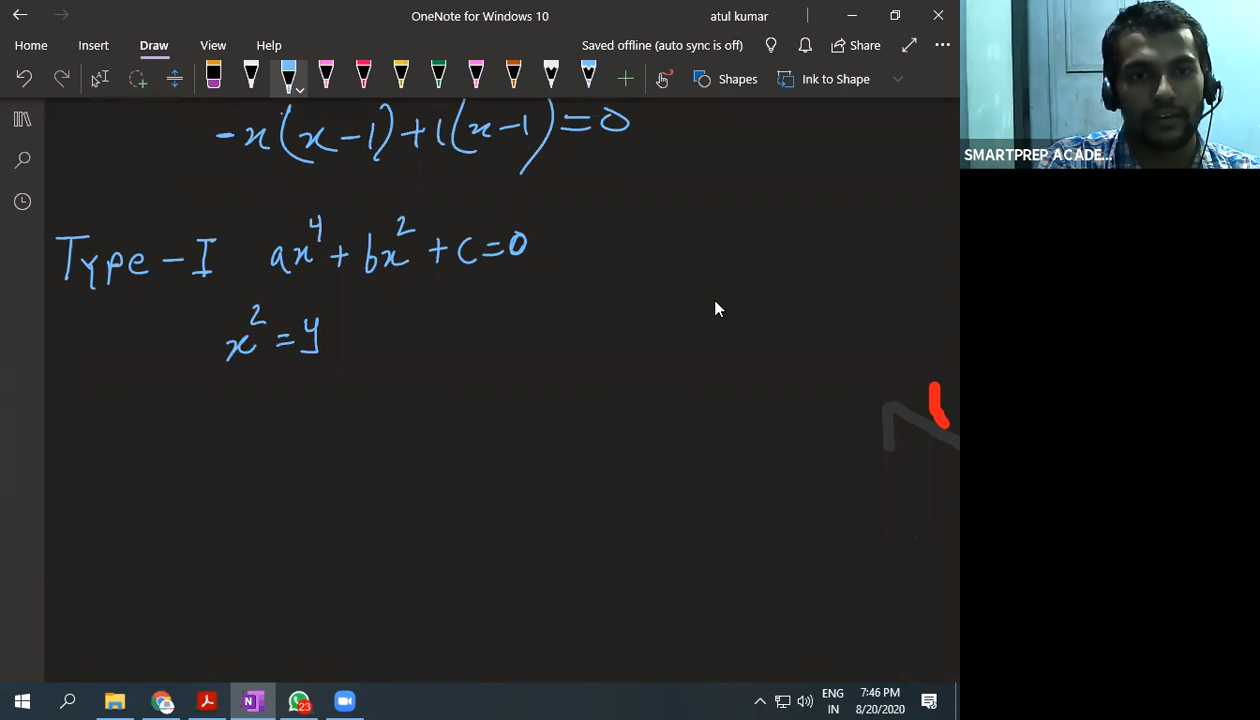 OneNote for Windows 10
atul kumar
Home Insert Draw View Help
Saved offline (auto sync is off)
Share
Shapes
Ink to Shape
-x(x-1)+1(x-1)=0
SMARTPREP ACADE...
Type-I ax⁴+bx²+c=0
x²=y
23
ENG
IN
7:46 PM
8/20/2020